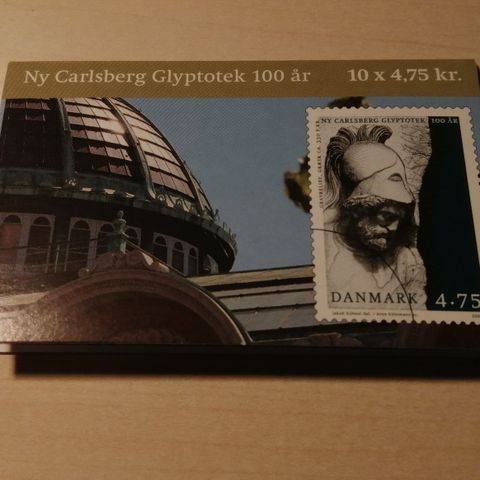 Ny Carlsberg Glyptotek 100 år 10 x 4,75 kr.
NY CARLSBERG GLYPTOTEK 100 ÅR
DANMARK 4.75